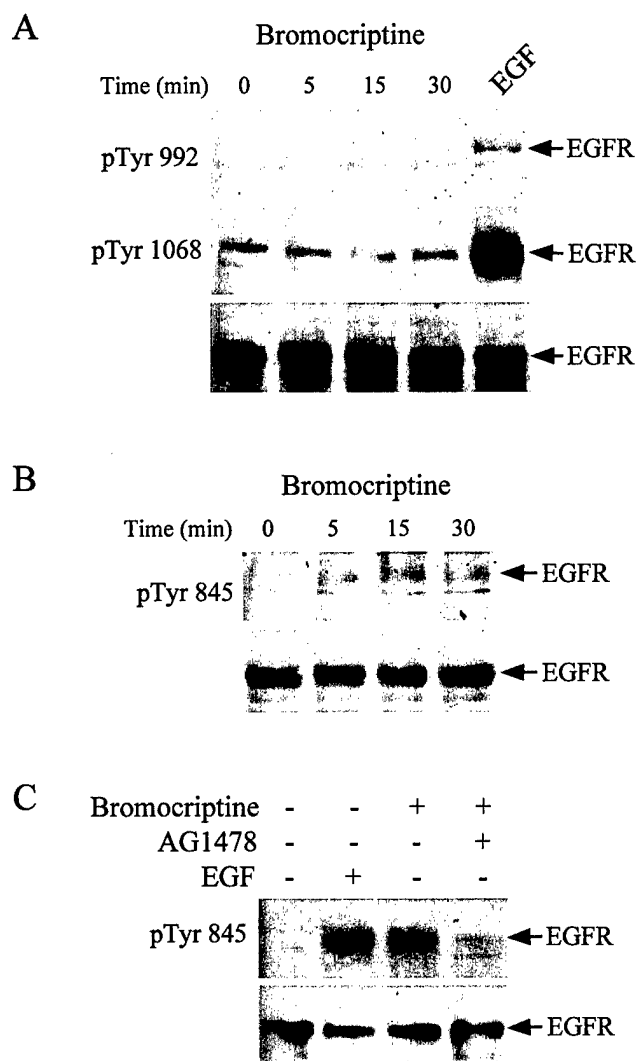 A
Bromocriptine
Time (min) 0 5 15 30 EGF
pTyr 992 EGFR
pTyr 1068 EGFR
EGFR
B
Bromocriptine
Time (min) 0 5 15 30
pTyr 845 EGFR
EGFR
C
Bromocriptine - - + +
AG1478 - - - +
EGF - + - -
pTyr 845 EGFR
EGFR